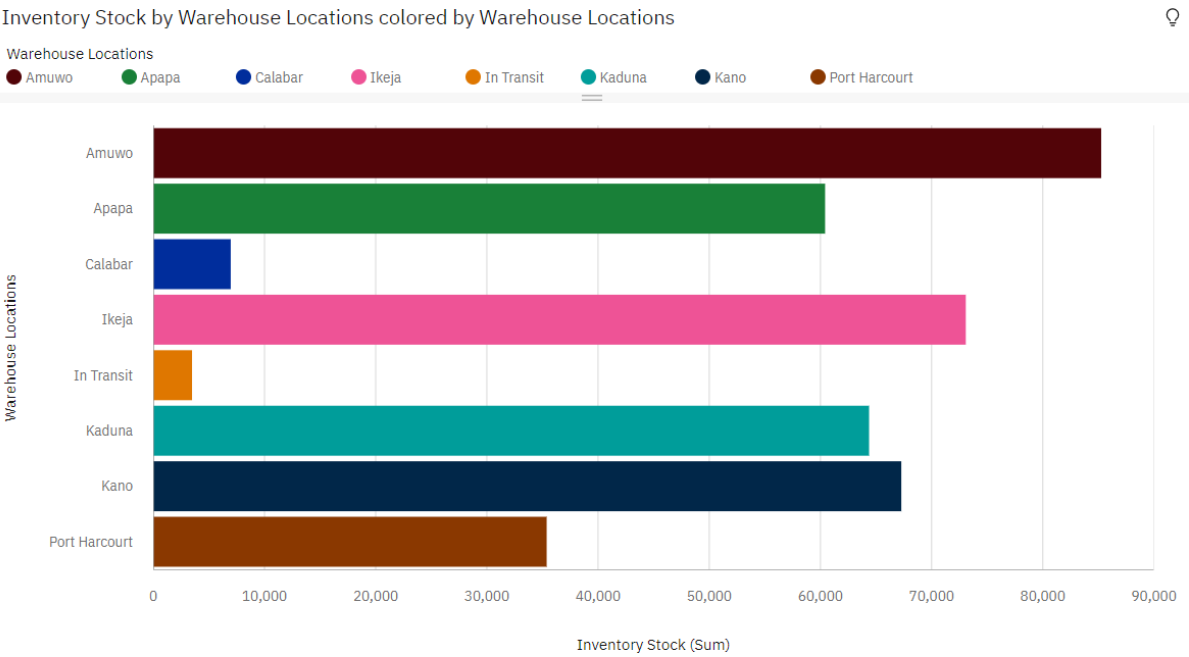 Inventory Stock by Warehouse Locations colored by Warehouse Locations
Warehouse Locations
Amuwo Apapa Calabar Ikeja In Transit Kaduna Kano Port Harcourt
Warehouse Locations
Amuwo
Apapa
Calabar
Ikeja
In Transit
Kaduna
Kano
Port Harcourt
0 10,000 20,000 30,000 40,000 50,000 60,000 70,000 80,000 90,000
Inventory Stock (Sum)